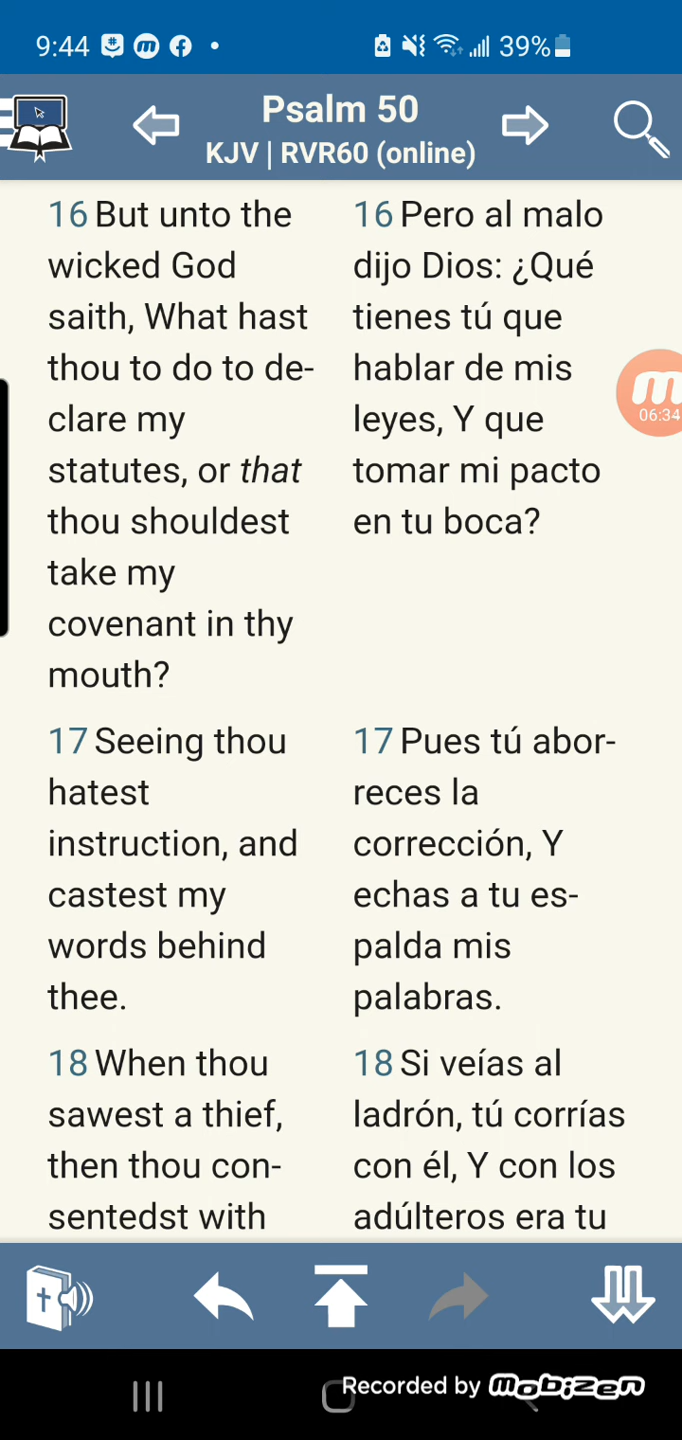 9:44
39%
Psalm 50
KJV | RVR60 (online)
16 But unto the
wicked God
saith, What hast
thou to do to de-
clare my
statutes, or that
thou shouldest
take my
covenant in thy
mouth?
16 Pero al malo
dijo Dios: ¿Qué
tienes tú que
hablar de mis
leyes, Y que
tomar mi pacto
en tu boca?
06:34
17 Seeing thou
hatest
instruction, and
castest my
words behind
thee.
17 Pues tú abor-
reces la
corrección, Y
echas a tu es-
palda mis
palabras.
18 When thou
sawest a thief,
then thou con-
sentedst with
18 Si veías al
ladrón, tú corrías
con él, Y con los
adúlteros era tu
Recorded by Mobizen